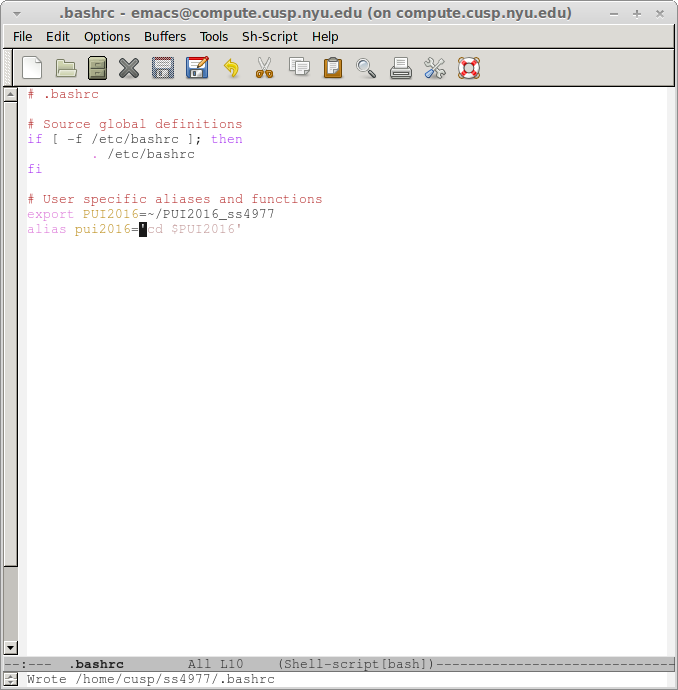 .bashrc - emacs@compute.cusp.nyu.edu (on compute.cusp.nyu.edu)
File Edit Options Buffers Tools Sh-Script Help
# .bashrc
# Source global definitions
if [ -f /etc/bashrc ]; then
. /etc/bashrc
fi
# User specific aliases and functions
export PUI2016=~/PUI2016_ss4977
alias pui2016='cd $PUI2016'
--:--- .bashrc All L10 (Shell-script[bash])------------------------------
Wrote /home/cusp/ss4977/.bashrc